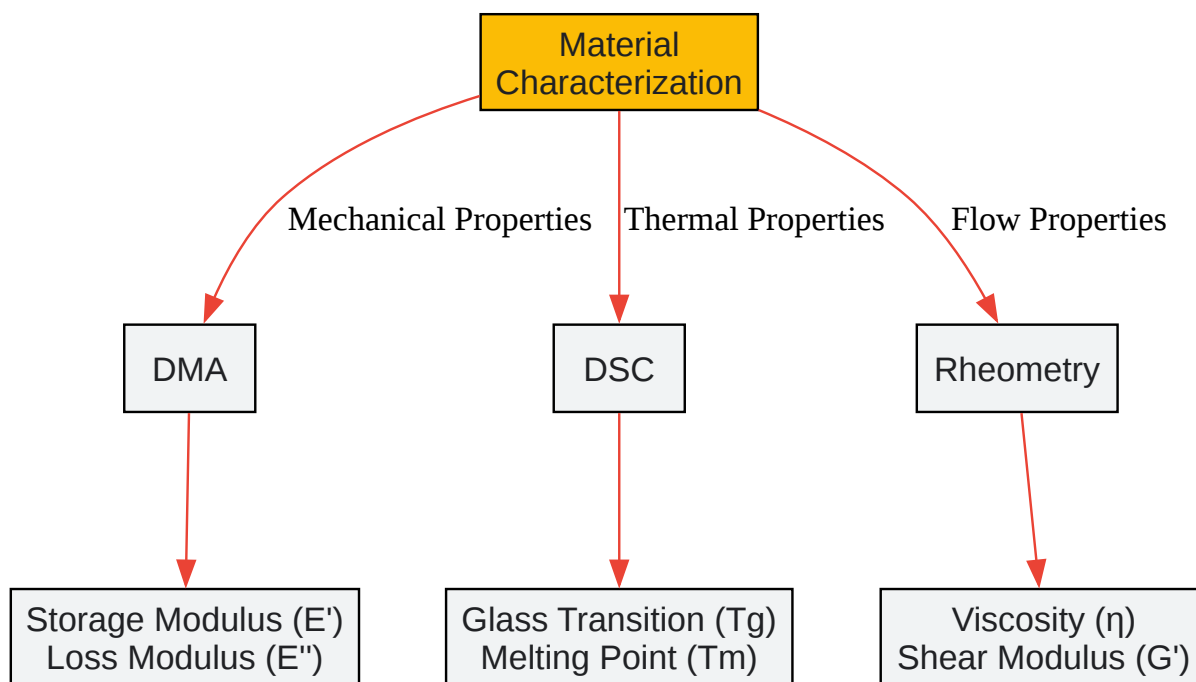 Material
Characterization
Mechanical Properties
Thermal Properties
Flow Properties
DMA
DSC
Rheometry
Storage Modulus (E')
Loss Modulus (E'')
Glass Transition (Tg)
Melting Point (Tm)
Viscosity (η)
Shear Modulus (G')